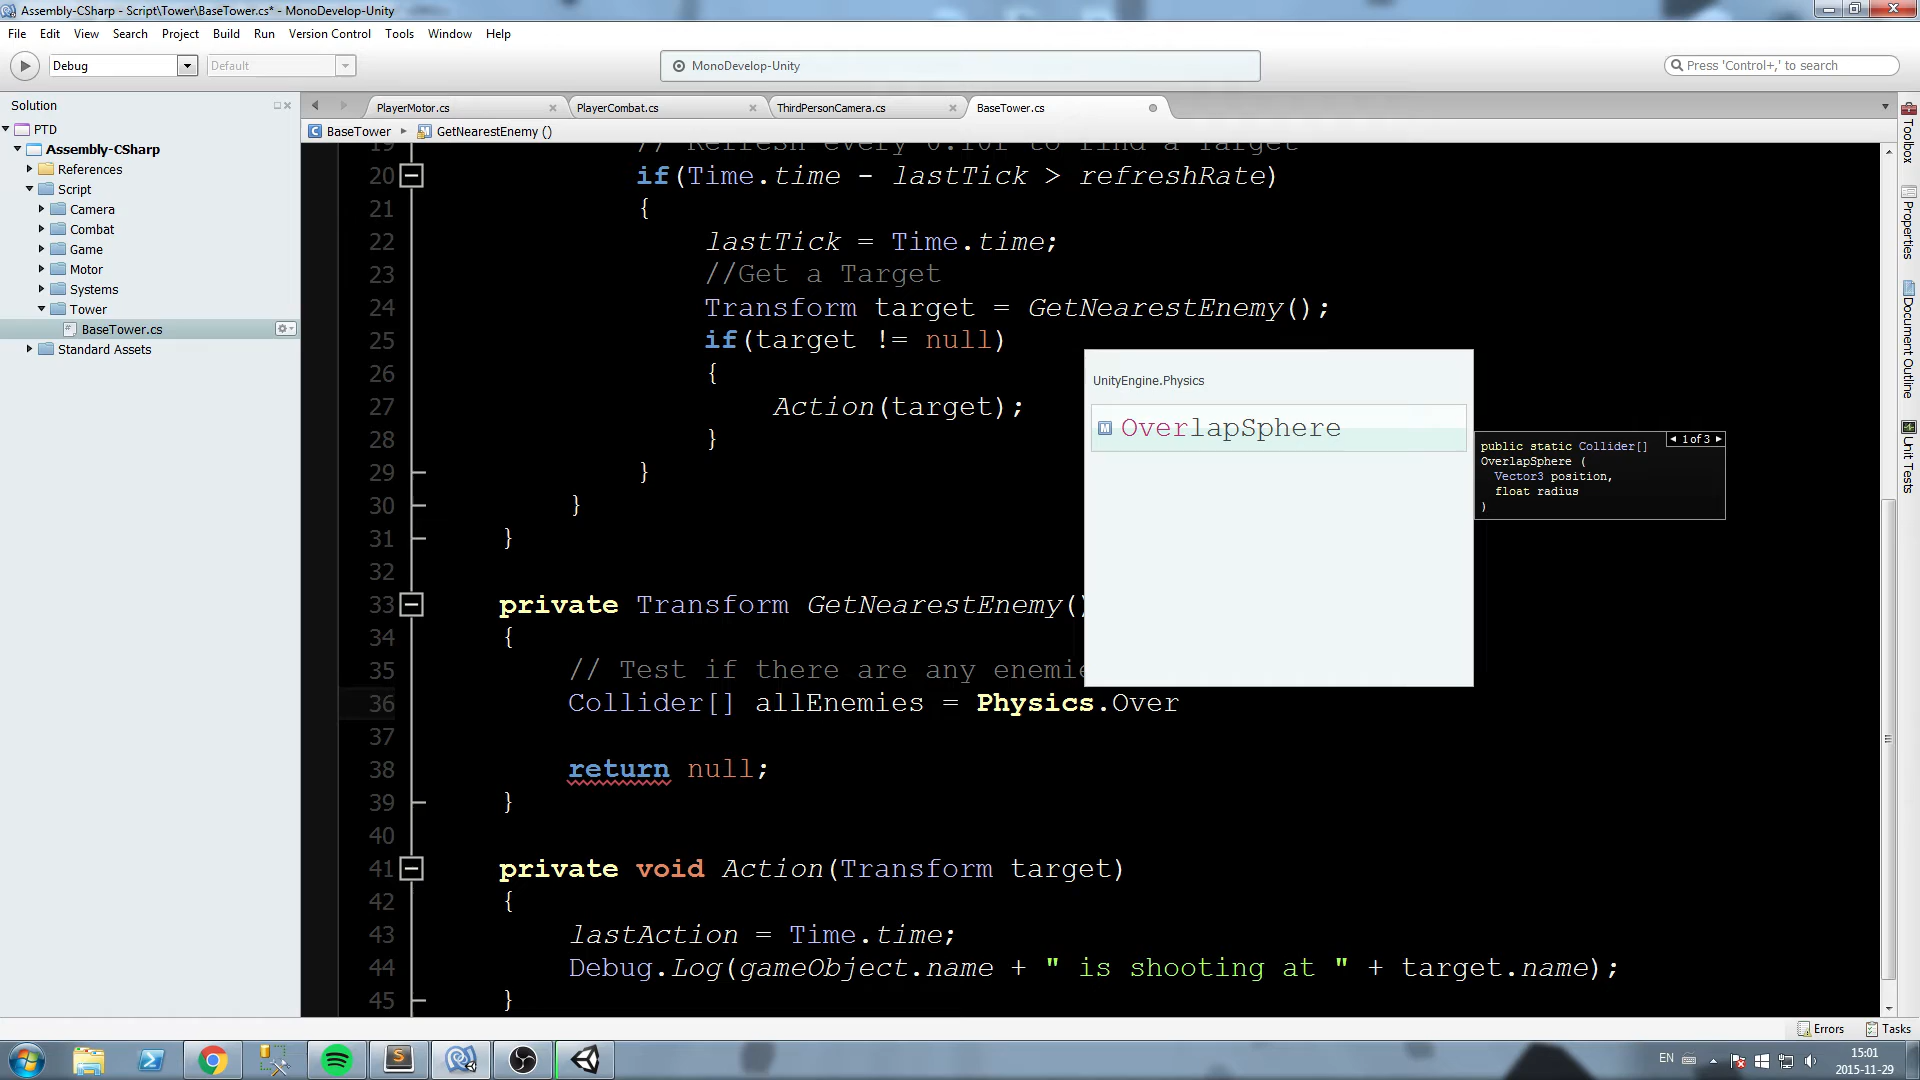 Assembly-CSharp - Script\Tower\BaseTower.cs* - MonoDevelop-Unity
File Edit View Search Project Build Run Version Control Tools Window Help
Debug Default MonoDevelop-Unity Press 'Control+,' to search
Solution PlayerMotor.cs PlayerCombat.cs ThirdPersonCamera.cs BaseTower.cs
BaseTower GetNearestEnemy ()
PTD
Assembly-CSharp
References
Script
Camera
Combat
Game
Motor
Systems
Tower
BaseTower.cs
Standard Assets
19 // Refresh every 0.10f to find a Target
20 if(Time.time - lastTick > refreshRate)
21 {
22 lastTick = Time.time;
23 //Get a Target
24 Transform target = GetNearestEnemy();
25 if(target != null)
26 {
27 Action(target);
28 }
29 }
30 }
31 }
32
33 private Transform GetNearestEnemy()
34 {
35 // Test if there are any enemie
36 Collider[] allEnemies = Physics.Over
37
38 return null;
39 }
40
41 private void Action(Transform target)
42 {
43 lastAction = Time.time;
44 Debug.Log(gameObject.name + " is shooting at " + target.name);
45 }
UnityEngine.Physics
M OverlapSphere
1 of 3
public static Collider[]
OverlapSphere (
Vector3 position,
float radius
)
Toolbox
Properties
Document Outline
Unit Tests
Errors Tasks
EN 15:01
2015-11-29